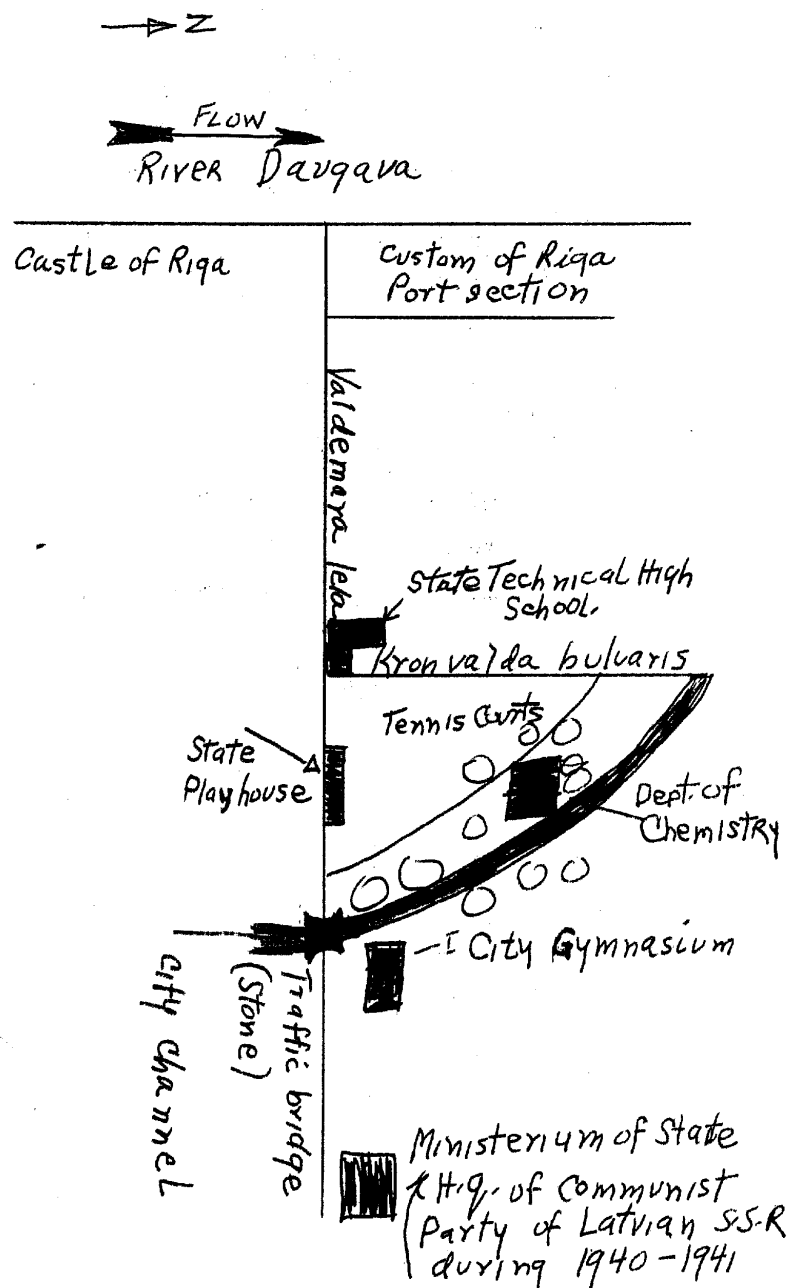 N
FLOW
RIVER Daugava
Castle of Riga
Custom of Riga
Port section
Valdemara Iela
State Technical High
School.
Kronvalda bulvaris
Tennis Curts
State
Playhouse
Dept. of
Chemistry
I City Gymnasium
City Channel
Traffic bridge
(Stone)
Ministerium of State
H.q. of Communist
Party of Latvian S.S.R
during 1940-1941